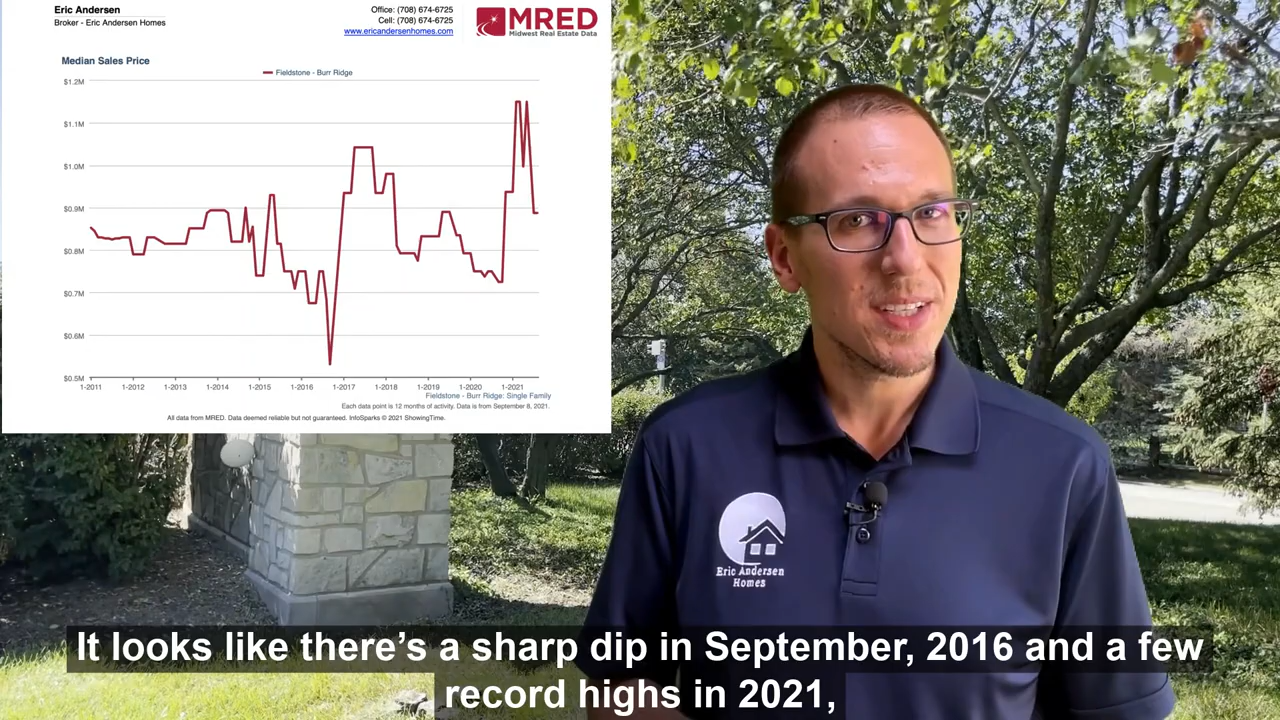 Eric Andersen
Broker - Eric Andersen Homes
Office: (708) 674-6725
Cell: (708) 674-6725
www.ericandersenhomes.com
MRED
Midwest Real Estate Data
Median Sales Price
Fieldstone - Burr Ridge
$1.2M
$1.1M
$1.0M
$0.9M
$0.8M
$0.7M
$0.6M
$0.5M
1-2011 1-2012 1-2013 1-2014 1-2015 1-2016 1-2017 1-2018 1-2019 1-2020 1-2021
Fieldstone - Burr Ridge: Single Family
Each data point is 12 months of activity. Data is from September 8, 2021.
All data from MRED. Data deemed reliable but not guaranteed. InfoSparks © 2021 ShowingTime.
Eric Andersen
Homes
It looks like there’s a sharp dip in September, 2016 and a few
record highs in 2021,